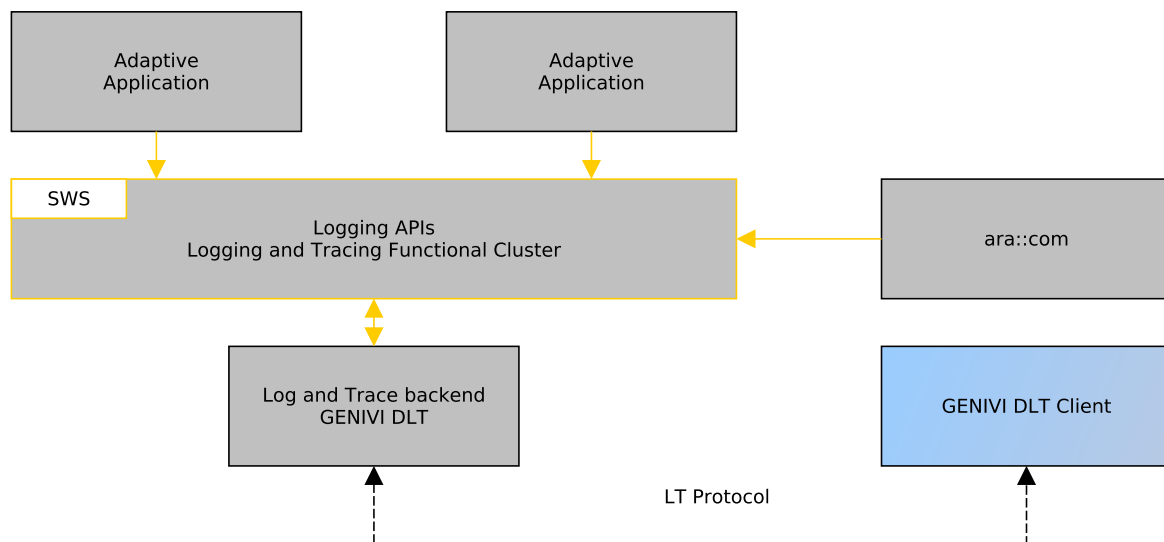 Adaptive
Application
Adaptive
Application
SWS
Logging APIs
Logging and Tracing Functional Cluster
ara::com
Log and Trace backend
GENIVI DLT
GENIVI DLT Client
LT Protocol